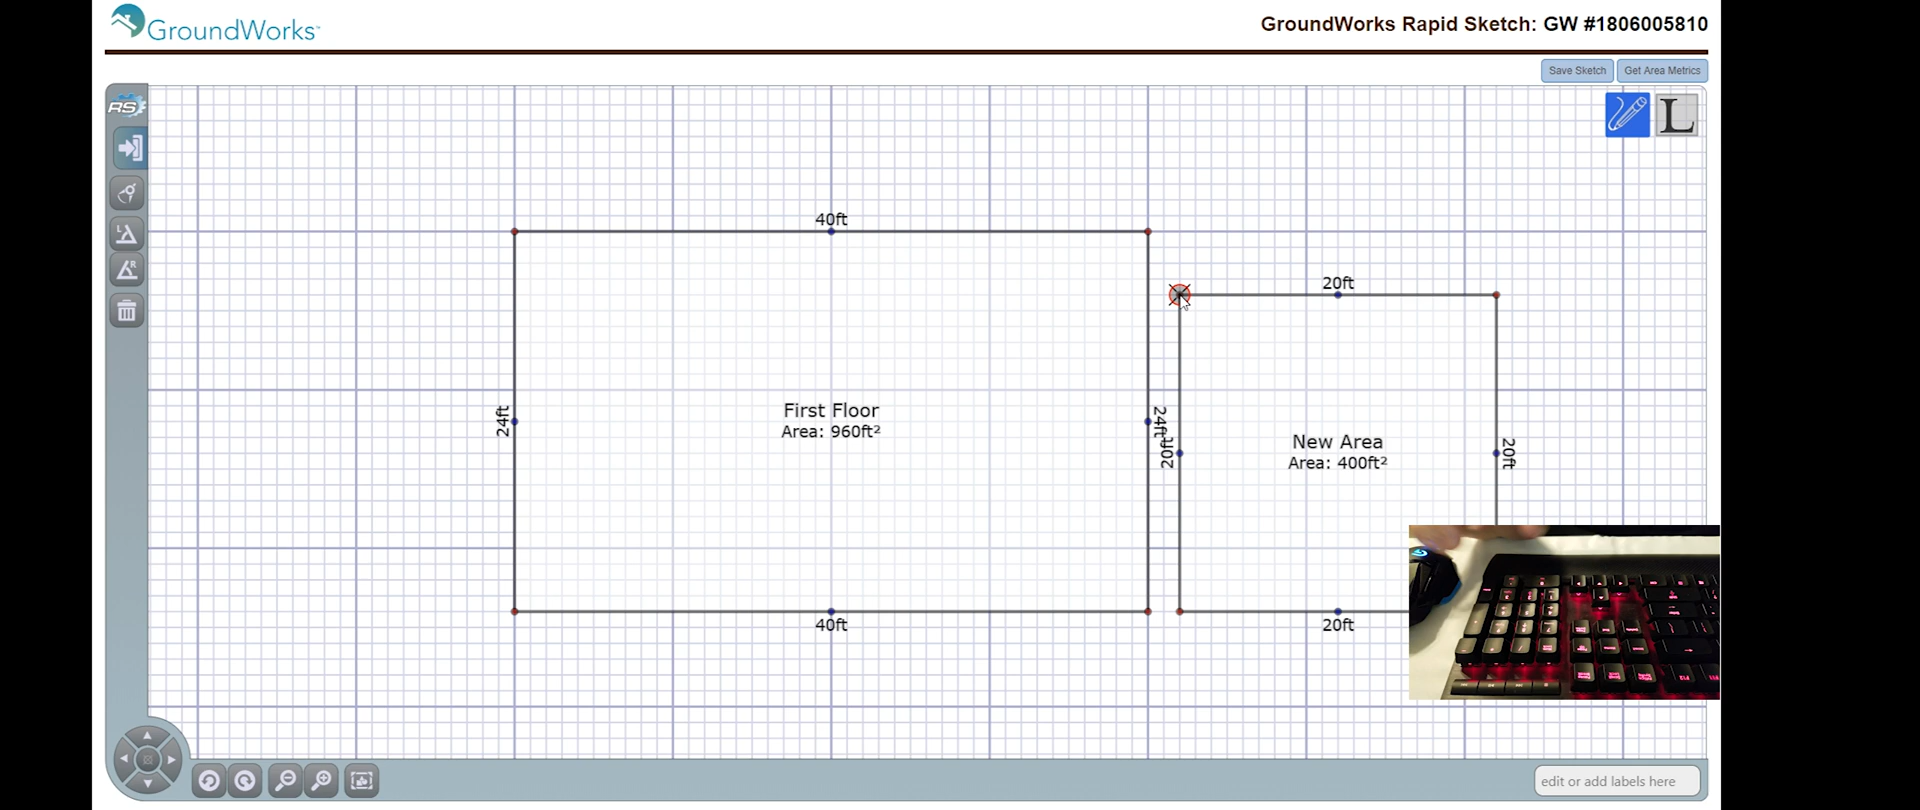 GroundWorks
GroundWorks Rapid Sketch: GW #1806005810
Save Sketch
Get Area Metrics
RS
L
40ft
20ft
24ft
First Floor
Area: 960ft²
24ft
20ft
New Area
Area: 400ft²
20ft
40ft
20ft
L
R
edit or add labels here